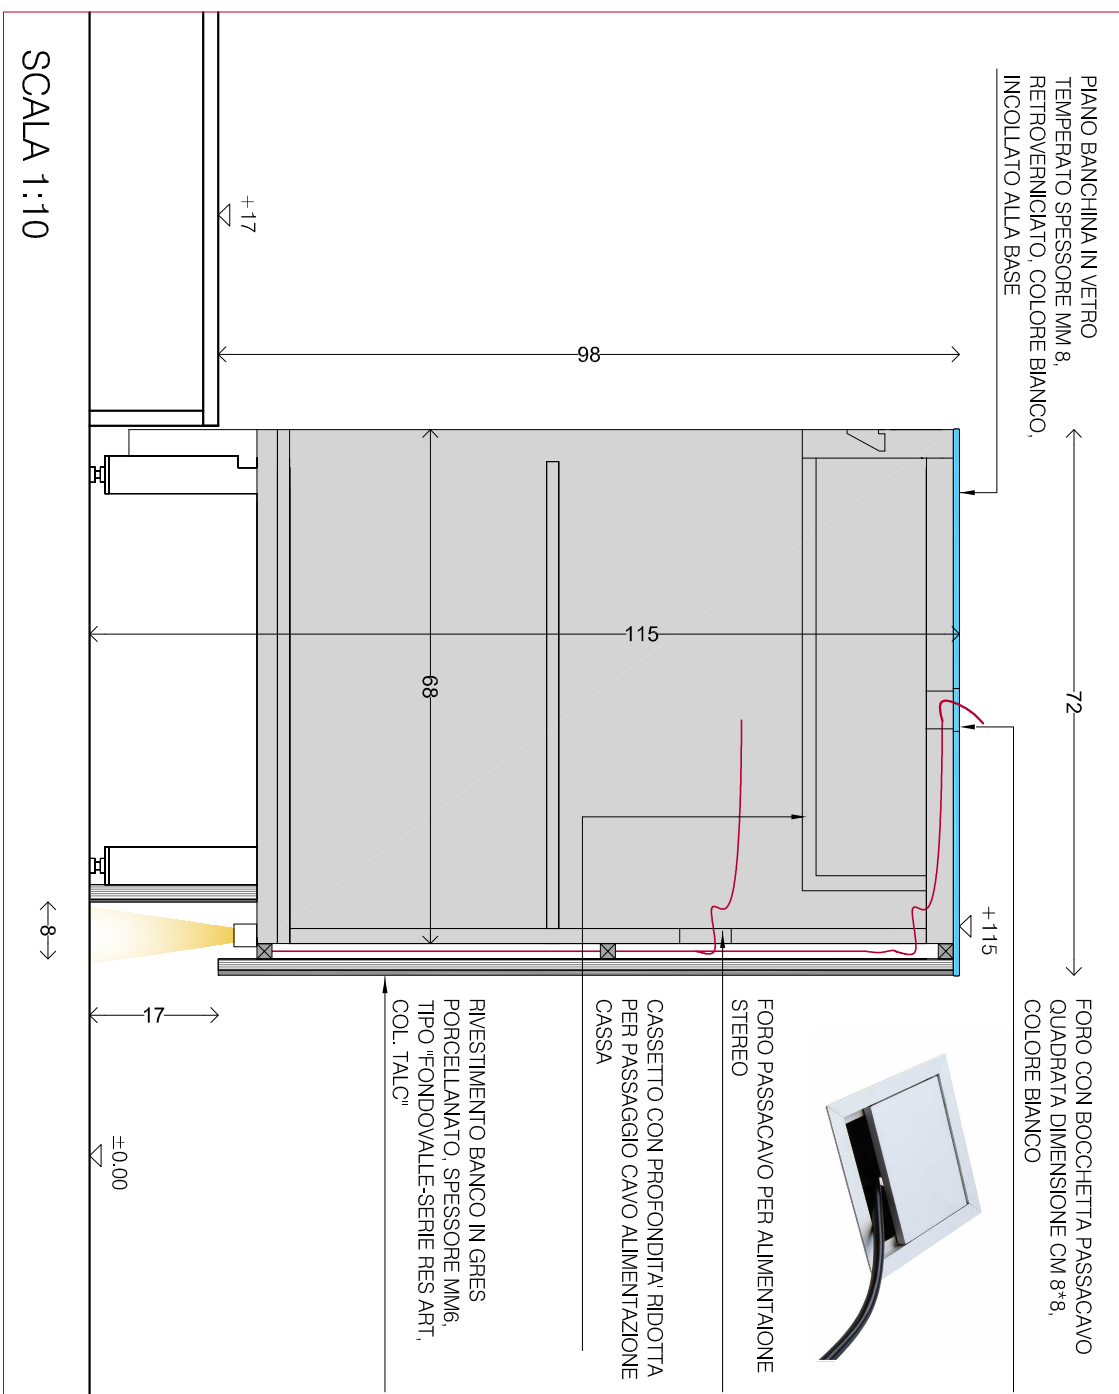 PIANO BANCHINA IN VETRO
TEMPERATO SPESSORE MM 8,
RETROVERNICIATO, COLORE BIANCO,
INCOLLATO ALLA BASE
72
FORO CON BOCCHETTA PASSACAVO
QUADRATA DIMENSIONE CM 8*8,
COLORE BIANCO
+115
98
115
68
FORO PASSACAVO PER ALIMENTAIONE
STEREO
CASSETTO CON PROFONDITA' RIDOTTA
PER PASSAGGIO CAVO ALIMENTAZIONE
CASSA
RIVESTIMENTO BANCO IN GRES
PORCELLANATO, SPESSORE MM6,
TIPO "FONDOVALLE-SERIE RES ART,
COL. TALC"
+17
17
±0.00
8
SCALA 1:10